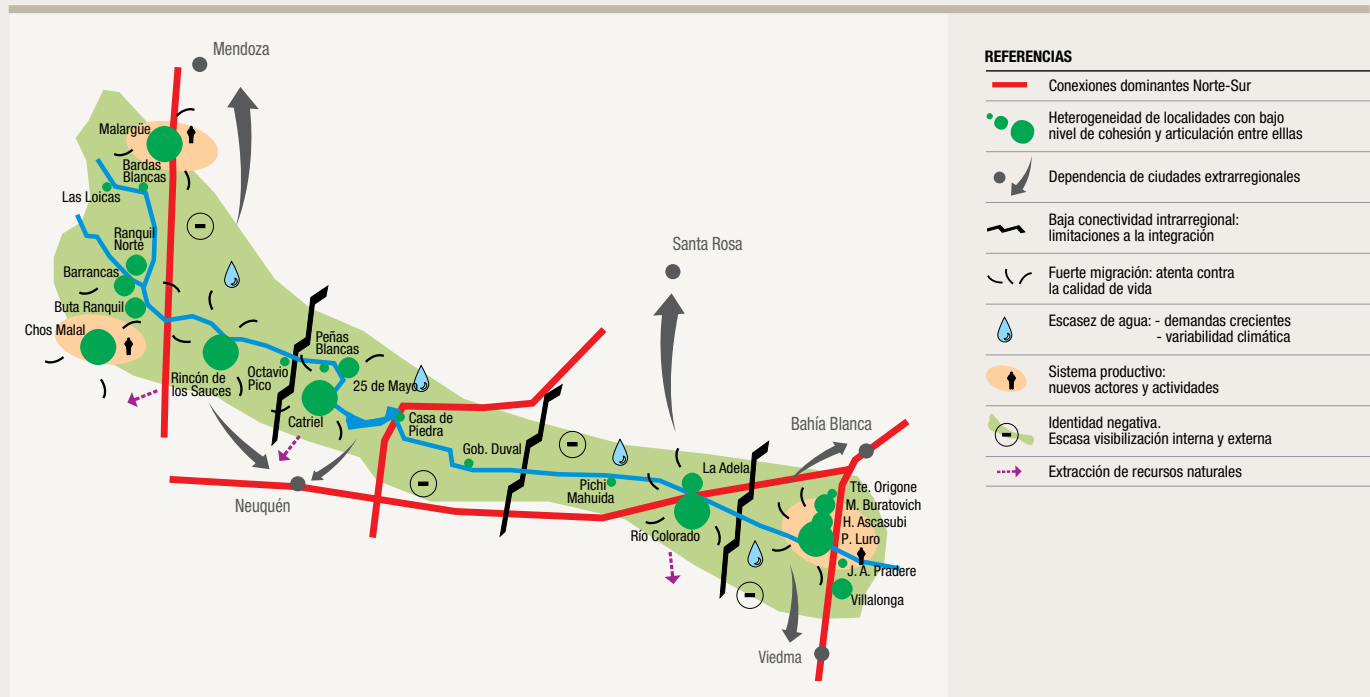 Mendoza
Malargüe
Bardas
Blancas
Las Loicas
Ranquil
Norte
Barrancas
Buta Ranquil
Chos Malal
Rincón de
los Sauces
Octavio
Pico
Peñas
Blancas
25 de Mayo
Catriel
Casa de
Piedra
Gob. Duval
Neuquén
Santa Rosa
Pichi
Mahuida
La Adela
Río Colorado
Bahía Blanca
Tte. Origone
M. Buratovich
H. Ascasubi
P. Luro
J. A. Pradere
Villalonga
Viedma
REFERENCIAS
Conexiones dominantes Norte-Sur
Heterogeneidad de localidades con bajo
nivel de cohesión y articulación entre elllas
Dependencia de ciudades extrarregionales
Baja conectividad intrarregional:
limitaciones a la integración
Fuerte migración: atenta contra
la calidad de vida
Escasez de agua: - demandas crecientes
- variabilidad climática
Sistema productivo:
nuevos actores y actividades
Identidad negativa.
Escasa visibilización interna y externa
Extracción de recursos naturales